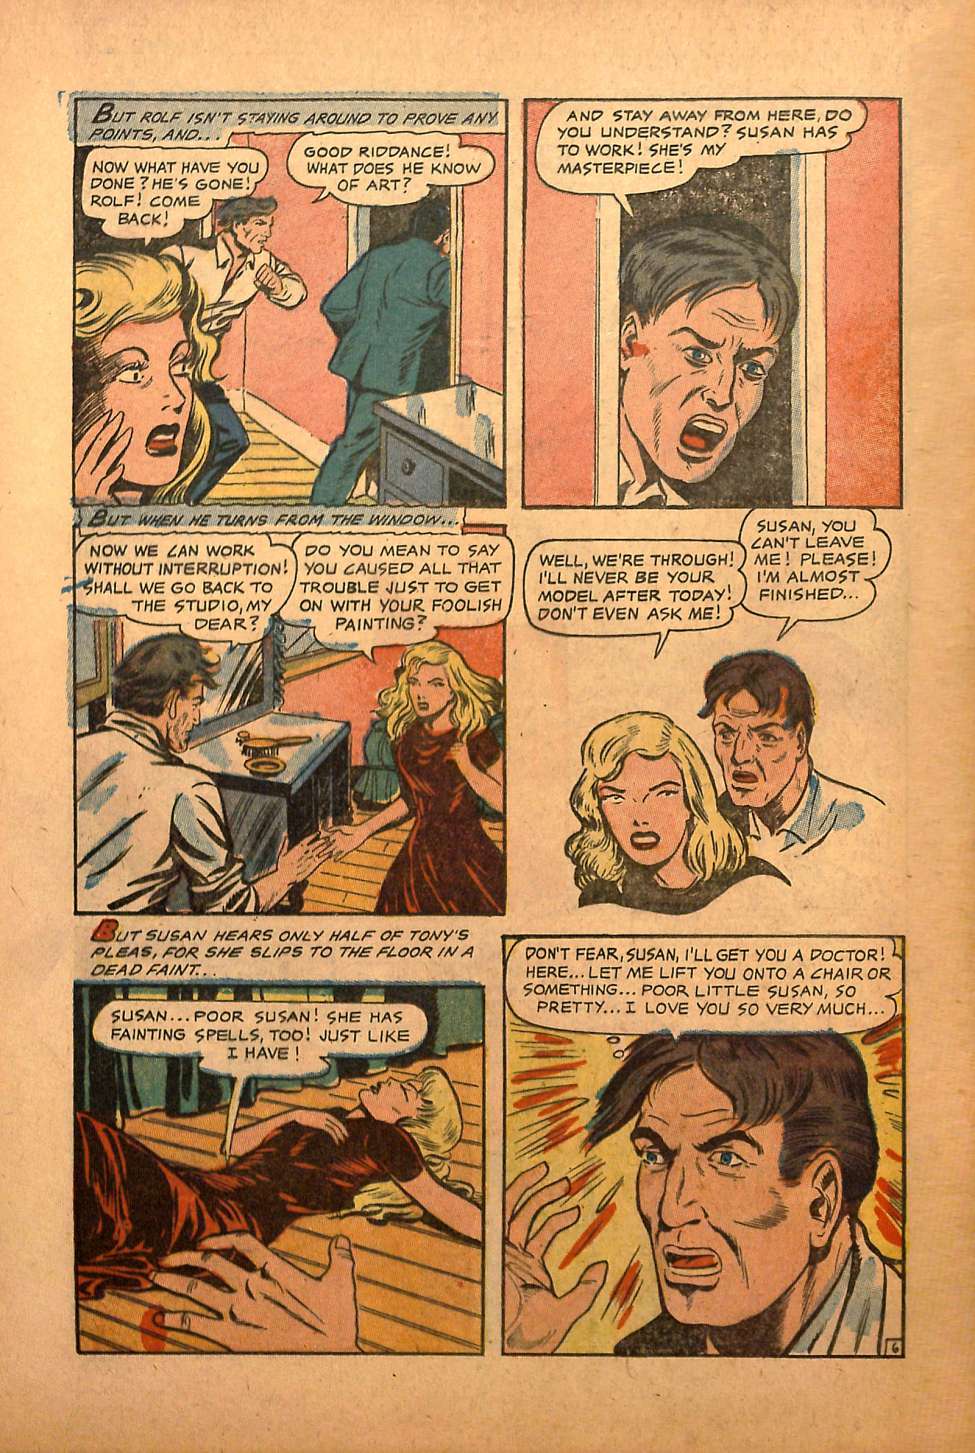 BUT ROLF ISN'T STAYING AROUND TO PROVE ANY
POINTS, AND...
NOW WHAT HAVE YOU
DONE? HE'S GONE!
ROLF! COME
BACK!
GOOD RIDDANCE!
WHAT DOES HE KNOW
OF ART?
AND STAY AWAY FROM HERE, DO
YOU UNDERSTAND? SUSAN HAS
TO WORK! SHE'S MY
MASTERPIECE!
BUT WHEN HE TURNS FROM THE WINDOW...
NOW WE CAN WORK
WITHOUT INTERRUPTION!
SHALL WE GO BACK TO
THE STUDIO, MY
DEAR?
DO YOU MEAN TO SAY
YOU CAUSED ALL THAT
TROUBLE JUST TO GET
ON WITH YOUR FOOLISH
PAINTING?
WELL, WE'RE THROUGH!
I'LL NEVER BE YOUR
MODEL AFTER TODAY!
DON'T EVEN ASK ME!
SUSAN, YOU
CAN'T LEAVE
ME! PLEASE!
I'M ALMOST
FINISHED...
BUT SUSAN HEARS ONLY HALF OF TONY'S
PLEAS, FOR SHE SLIPS TO THE FLOOR IN A
DEAD FAINT...
SUSAN... POOR SUSAN! SHE HAS
FAINTING SPELLS, TOO! JUST LIKE
I HAVE!
DON'T FEAR, SUSAN, I'LL GET YOU A DOCTOR!
HERE... LET ME LIFT YOU ONTO A CHAIR OR
SOMETHING... POOR LITTLE SUSAN, SO
PRETTY... I LOVE YOU SO VERY MUCH...
6